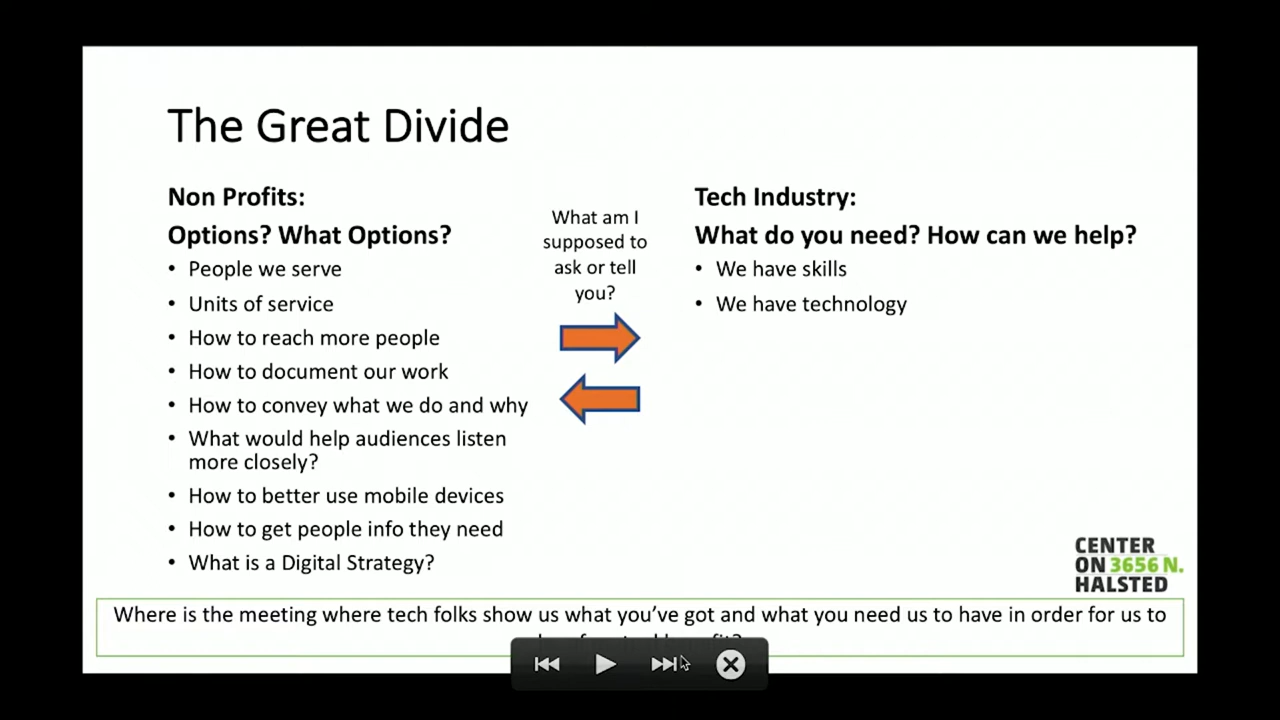 The Great Divide
Non Profits:
Options? What Options?
• People we serve
• Units of service
• How to reach more people
• How to document our work
• How to convey what we do and why
• What would help audiences listen
more closely?
• How to better use mobile devices
• How to get people info they need
• What is a Digital Strategy?
What am I
supposed to
ask or tell
you?
Tech Industry:
What do you need? How can we help?
• We have skills
• We have technology
CENTER
ON 3656 N.
HALSTED
Where is the meeting where tech folks show us what you’ve got and what you need us to have in order for us to